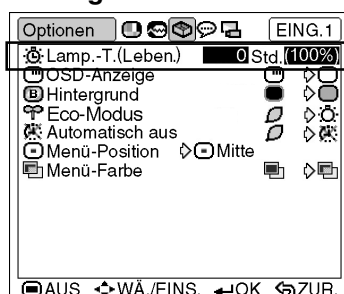 Optionen EING.1
Lamp.-T.(Leben.) 0 Std.(100%)
OSD-Anzeige
B Hintergrund
Eco-Modus
Automatisch aus
Menü-Position Mitte
Menü-Farbe
AUS WÄ./EINS. OK ZUR.